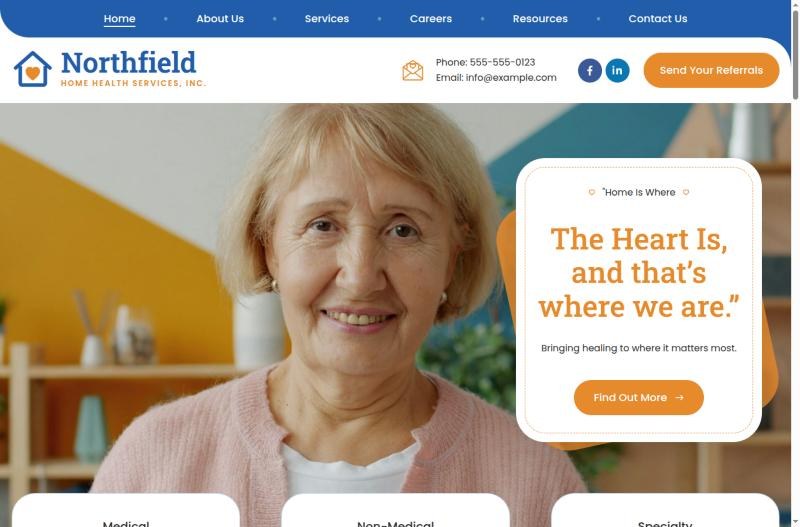 Home
About Us
Services
Careers
Resources
Contact Us
Northfield
HOME HEALTH SERVICES, INC.
Phone: 555-555-0123
Email: info@example.com
f
in
Send Your Referrals
"Home Is Where
The Heart Is,
and that’s
where we are.”
Bringing healing to where it matters most.
Find Out More →
Medical
Non-Medical
Specialty